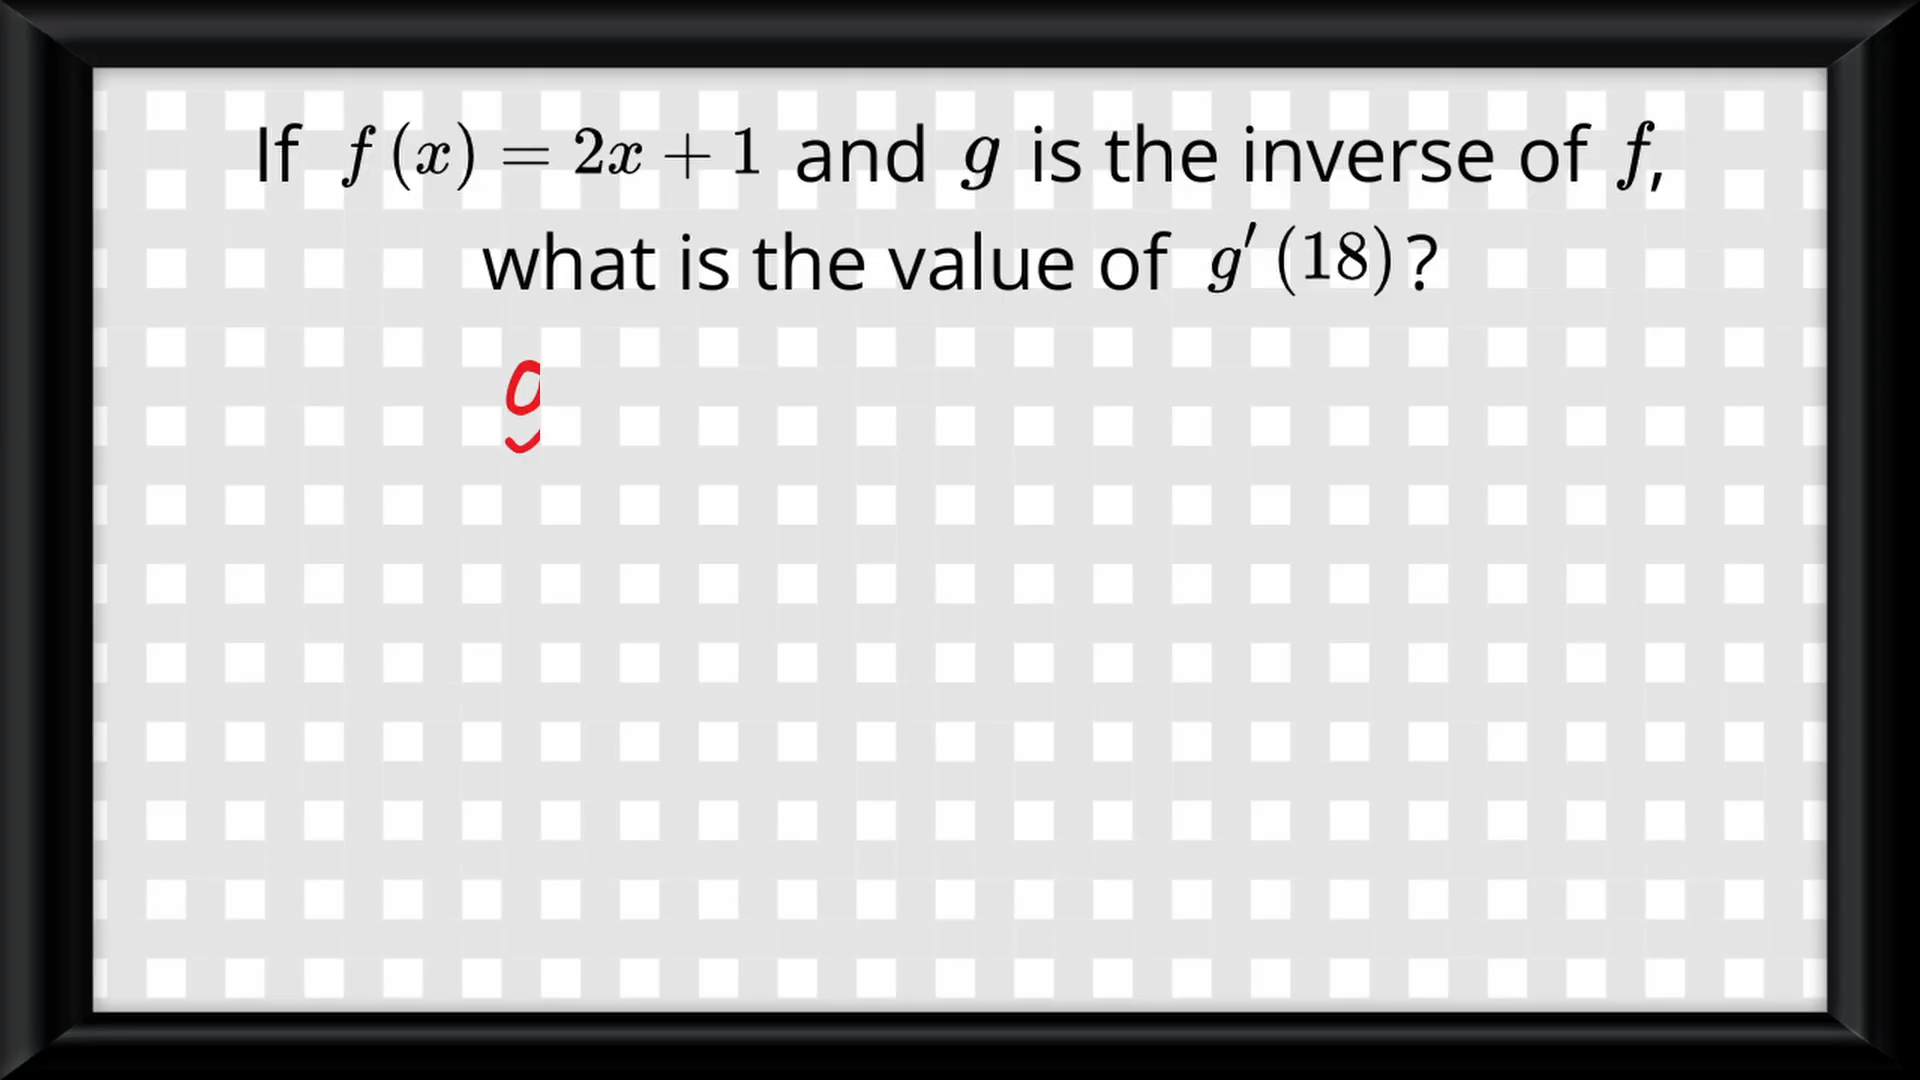 If f(x) = 2x + 1 and g is the inverse of f,
what is the value of g′(18)?
g